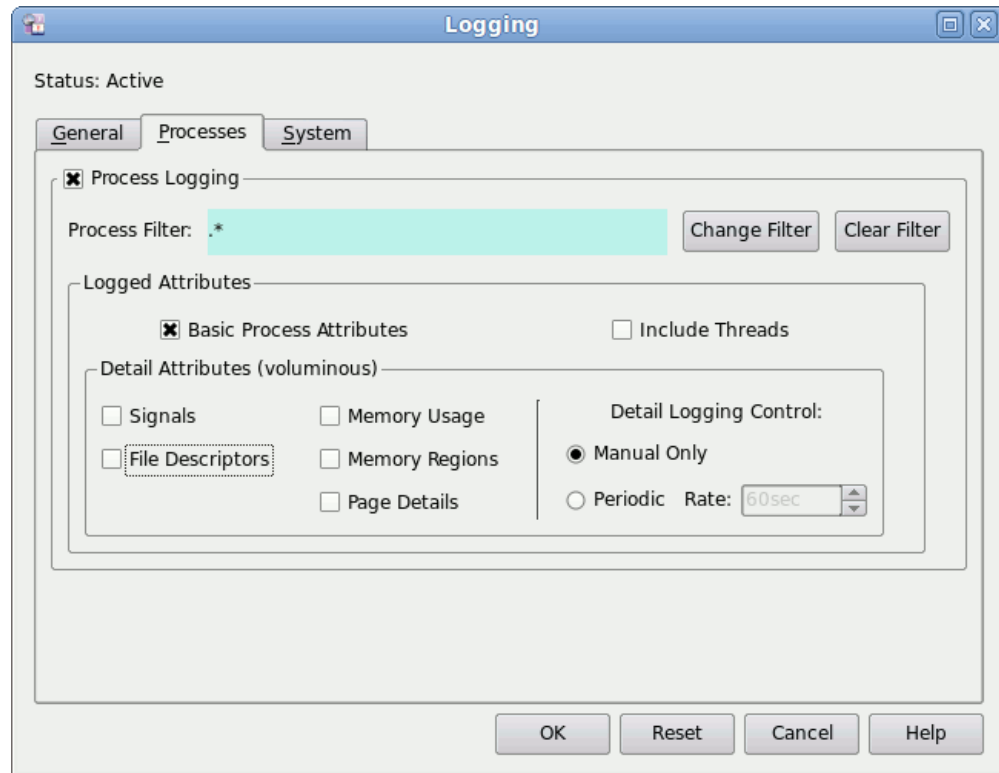 Logging
Status: Active
General Processes System
Process Logging
Process Filter: .* Change Filter Clear Filter
Logged Attributes
Basic Process Attributes Include Threads
Detail Attributes (voluminous)
Signals Memory Usage Detail Logging Control:
File Descriptors Memory Regions Manual Only
Page Details Periodic Rate: 60sec
OK Reset Cancel Help